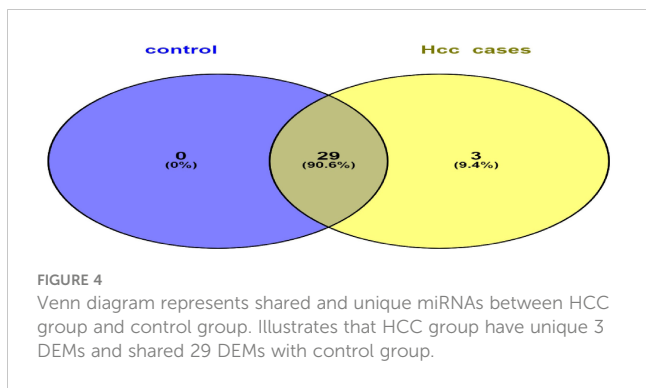 control Hcc cases
0 29 3
(0%) (90.6%) (9.4%)
FIGURE 4
Venn diagram represents shared and unique miRNAs between HCC
group and control group. Illustrates that HCC group have unique 3
DEMs and shared 29 DEMs with control group.